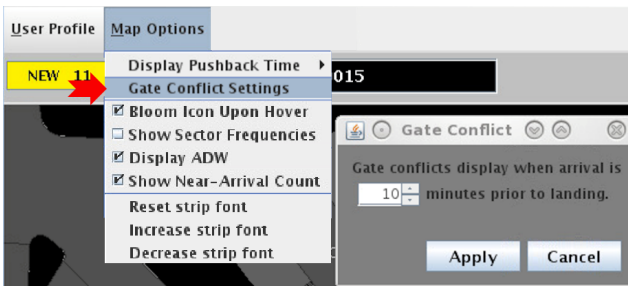 User Profile Map Options
NEW 11
015
Display Pushback Time
Gate Conflict Settings
Bloom Icon Upon Hover
Show Sector Frequencies
Display ADW
Show Near-Arrival Count
Reset strip font
Increase strip font
Decrease strip font
Gate Conflict
Gate conflicts display when arrival is
10 minutes prior to landing.
Apply Cancel